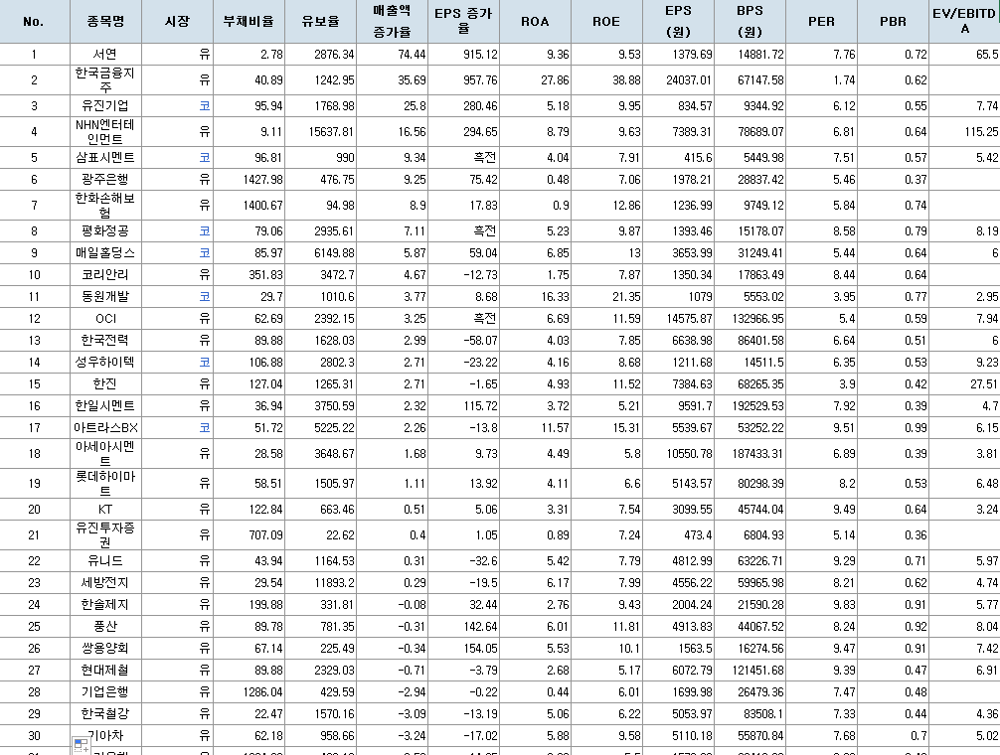 No. 종목명 시장 부채비율 유보율 매출액 증가율 EPS 증가율 ROA ROE EPS (원) BPS (원) PER PBR EV/EBITDA
1 서연 유 2.78 2876.34 74.44 915.12 9.36 9.53 1379.69 14881.72 7.76 0.72 65.5
2 한국금융지주 유 40.89 1242.95 35.69 957.76 27.86 38.88 24037.01 67147.58 1.74 0.62
3 유진기업 코 95.94 1768.98 25.8 280.46 5.18 9.95 834.57 9344.92 6.12 0.55 7.74
4 NHN엔터테인먼트 유 9.11 15637.81 16.56 294.65 8.79 9.63 7389.31 78689.07 6.81 0.64 115.25
5 삼표시멘트 코 96.81 990 9.34 흑전 4.04 7.91 415.6 5449.98 7.51 0.57 5.42
6 광주은행 유 1427.98 476.75 9.25 75.42 0.48 7.06 1978.21 28837.42 5.46 0.37
7 한화손해보험 유 1400.67 94.98 8.9 17.83 0.9 12.86 1236.99 9749.12 5.84 0.74
8 평화정공 코 79.06 2935.61 7.11 흑전 5.23 9.87 1393.46 15178.07 8.58 0.79 8.19
9 매일홀딩스 코 85.97 6149.88 5.87 59.04 6.85 13 3653.99 31249.41 5.44 0.64 6
10 코리안리 유 351.83 3472.7 4.67 -12.73 1.75 7.87 1350.34 17863.49 8.44 0.64
11 동원개발 코 29.7 1010.6 3.77 8.68 16.33 21.35 1079 5553.02 3.95 0.77 2.95
12 OCI 유 62.69 2392.15 3.25 흑전 6.69 11.59 14575.87 132966.95 5.4 0.59 7.94
13 한국전력 유 89.88 1628.03 2.99 -58.07 4.03 7.85 6638.98 86401.58 6.64 0.51 6
14 성우하이텍 코 106.88 2802.3 2.71 -23.22 4.16 8.68 1211.68 14511.5 6.35 0.53 9.23
15 한진 유 127.04 1265.31 2.71 -1.65 4.93 11.52 7384.63 68265.35 3.9 0.42 27.51
16 한일시멘트 유 36.94 3750.59 2.32 115.72 3.72 5.21 9591.7 192529.53 7.92 0.39 4.7
17 아트라스BX 코 51.72 5225.22 2.26 -13.8 11.57 15.31 5539.67 53252.22 9.51 0.99 6.15
18 아세아시멘트 유 28.58 3648.67 1.68 9.73 4.49 5.8 10550.78 187433.31 6.89 0.39 3.81
19 롯데하이마트 유 58.51 1505.97 1.11 13.92 4.11 6.6 5143.57 80298.39 8.2 0.53 6.48
20 KT 유 122.84 663.46 0.51 5.06 3.31 7.54 3099.55 45744.04 9.49 0.64 3.24
21 유진투자증권 유 707.09 22.62 0.4 1.05 0.89 7.24 473.4 6804.93 5.14 0.36
22 유니드 유 43.94 1164.53 0.31 -32.6 5.42 7.79 4812.99 63226.71 9.29 0.71 5.97
23 세방전지 유 29.54 11893.2 0.29 -19.5 6.17 7.99 4556.22 59965.98 8.21 0.62 4.74
24 한솔제지 유 199.88 331.81 -0.08 32.44 2.76 9.43 2004.24 21590.28 9.83 0.91 5.77
25 풍산 유 89.78 781.35 -0.31 142.64 6.01 11.81 4913.83 44067.52 8.24 0.92 8.04
26 쌍용양회 유 67.14 225.49 -0.34 154.05 5.53 10.1 1563.5 16274.56 9.47 0.91 7.42
27 현대제철 유 89.88 2329.03 -0.71 -3.79 2.68 5.17 6072.79 121451.68 9.39 0.47 6.91
28 기업은행 유 1286.04 429.59 -2.94 -0.22 0.44 6.01 1699.98 26479.36 7.47 0.48
29 한국철강 유 22.47 1570.16 -3.09 -13.19 5.06 6.22 5053.97 83508.1 7.33 0.44 4.36
30 기아차 유 62.18 958.66 -3.24 -17.02 5.88 9.58 5110.18 55870.84 7.68 0.7 5.02